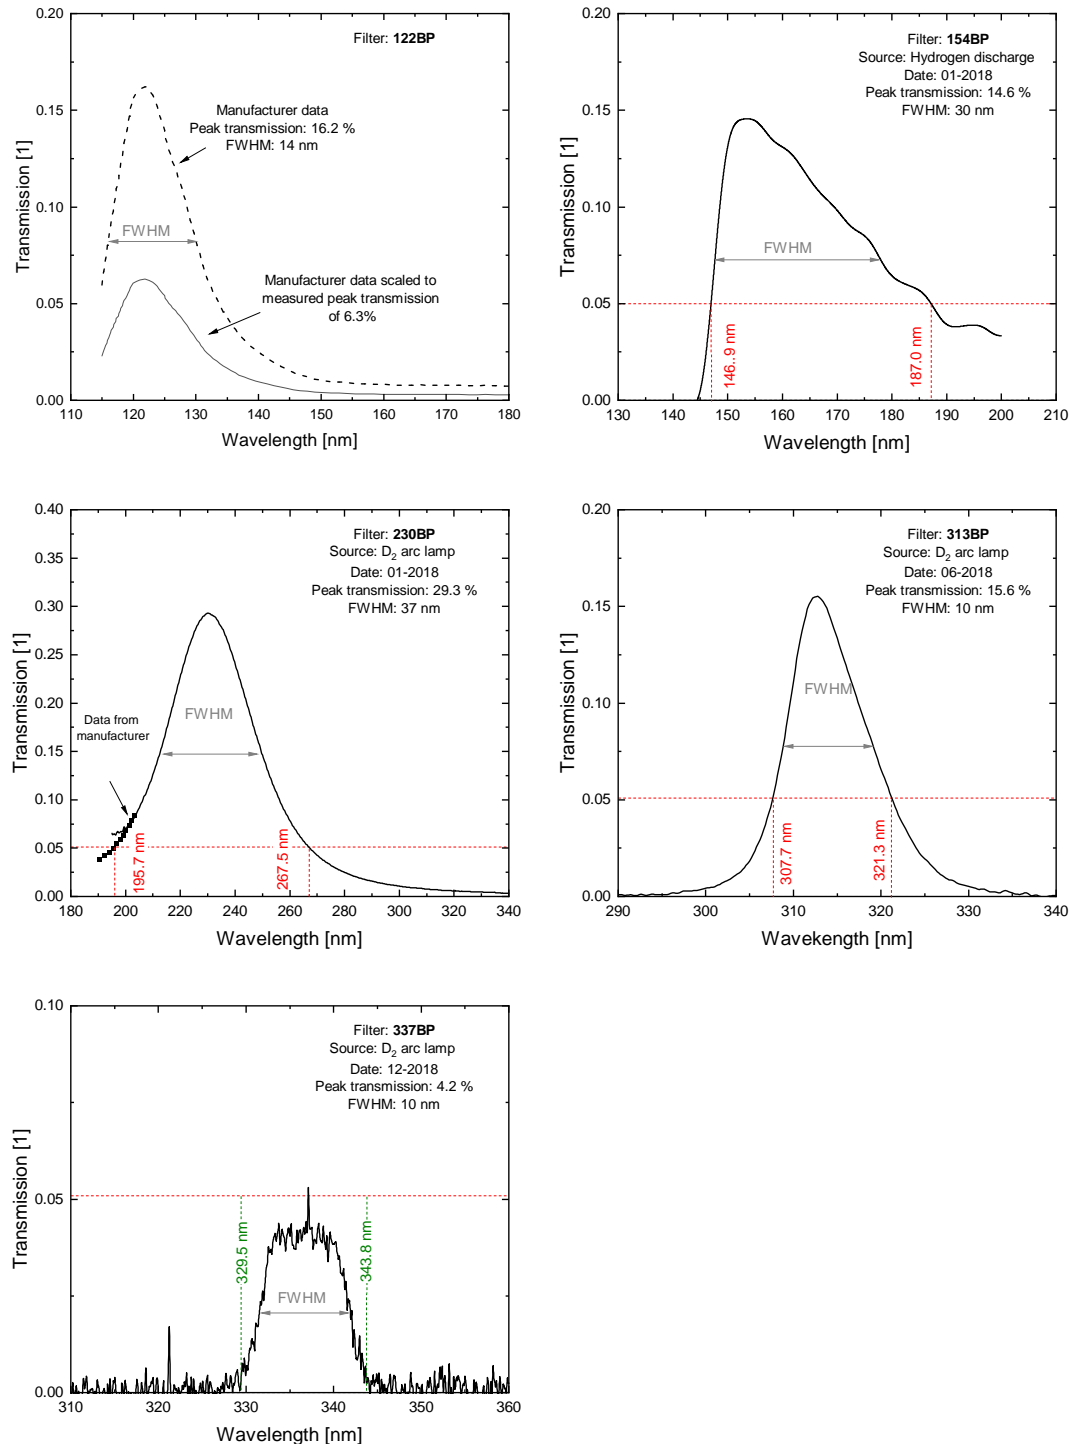 Filter: 122BP
Manufacturer data
Peak transmission: 16.2 %
FWHM: 14 nm
FWHM
Manufacturer data scaled to
measured peak transmission
of 6.3%
Transmission [1]
0.20
0.15
0.10
0.05
0.00
110 120 130 140 150 160 170 180
Wavelength [nm]
Filter: 154BP
Source: Hydrogen discharge
Date: 01-2018
Peak transmission: 14.6 %
FWHM: 30 nm
FWHM
146..9 nm
187.0 nm
Transmission [1]
0.20
0.15
0.10
0.05
0.00
130 140 150 160 170 180 190 200 210
Wavelength [nm]
Filter: 230BP
Source: D2 arc lamp
Date: 01-2018
Peak transmission: 29.3 %
FWHM: 37 nm
FWHM
Data from
manufacturer
195.7 nm
267.5 nm
Transmission [1]
0.40
0.35
0.30
0.25
0.20
0.15
0.10
0.05
0.00
180 200 220 240 260 280 300 320 340
Wavelength [nm]
Filter: 313BP
Source: D2 arc lamp
Date: 06-2018
Peak transmission: 15.6 %
FWHM: 10 nm
FWHM
307.7 nm
321.3 nm
Transmission [1]
0.20
0.15
0.10
0.05
0.00
290 300 310 320 330 340
Wavekength [nm]
Filter: 337BP
Source: D2 arc lamp
Date: 12-2018
Peak transmission: 4.2 %
FWHM: 10 nm
FWHM
329.5 nm
343.8 nm
Transmission [1]
0.10
0.05
0.00
310 320 330 340 350 360
Wavelength [nm]